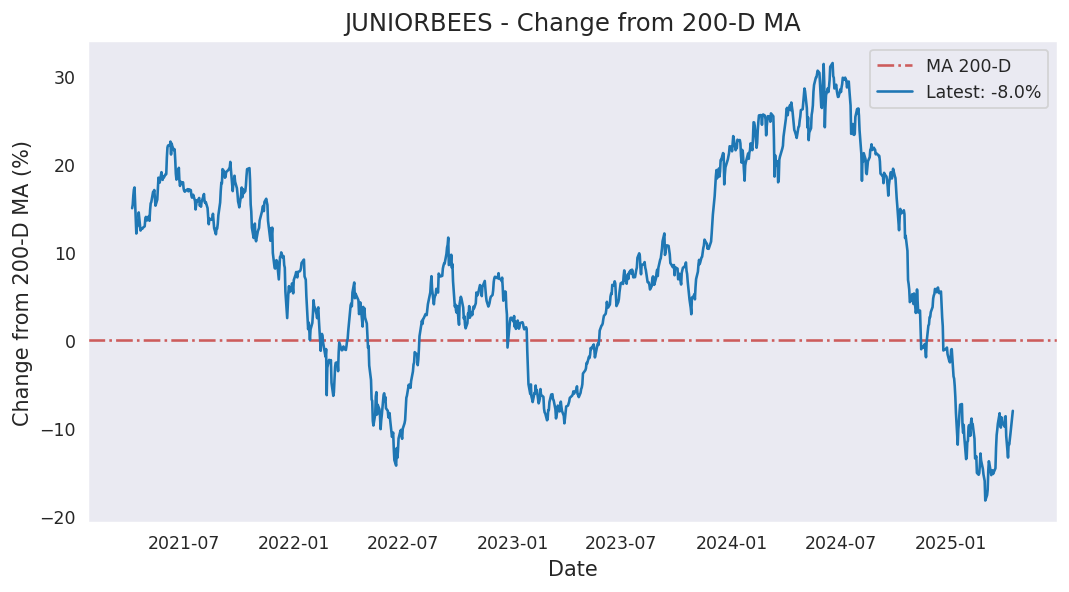 JUNIORBEES - Change from 200-D MA
MA 200-D
Latest: -8.0%
Change from 200-D MA (%)
30
20
10
0
−10
−20
2021-07
2022-01
2022-07
2023-01
2023-07
2024-01
2024-07
2025-01
Date